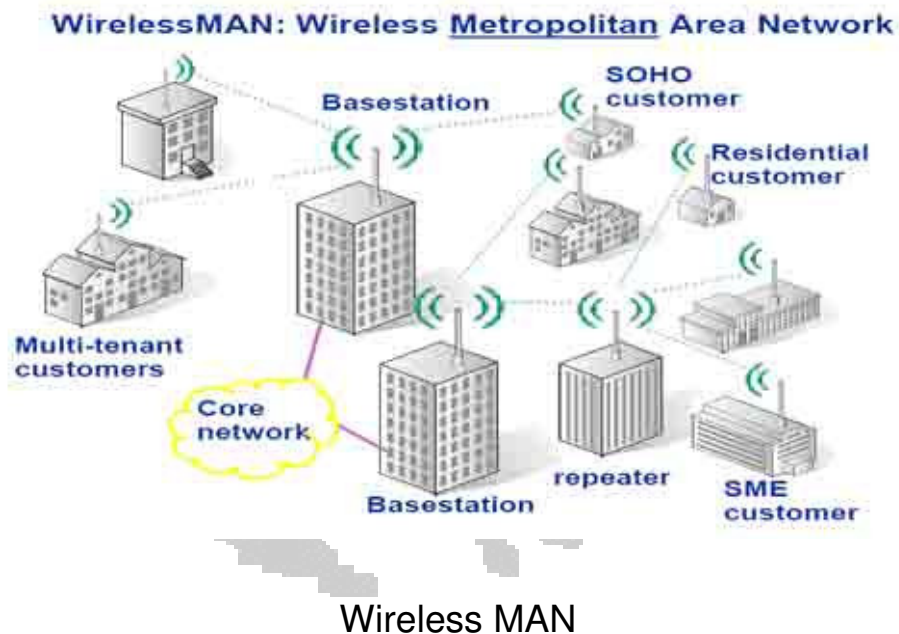 WirelessMAN: Wireless Metropolitan Area Network
SOHO
customer
Basestation
Residential
customer
Multi-tenant
customers
Core
network
Basestation
repeater
SME
customer
Wireless MAN